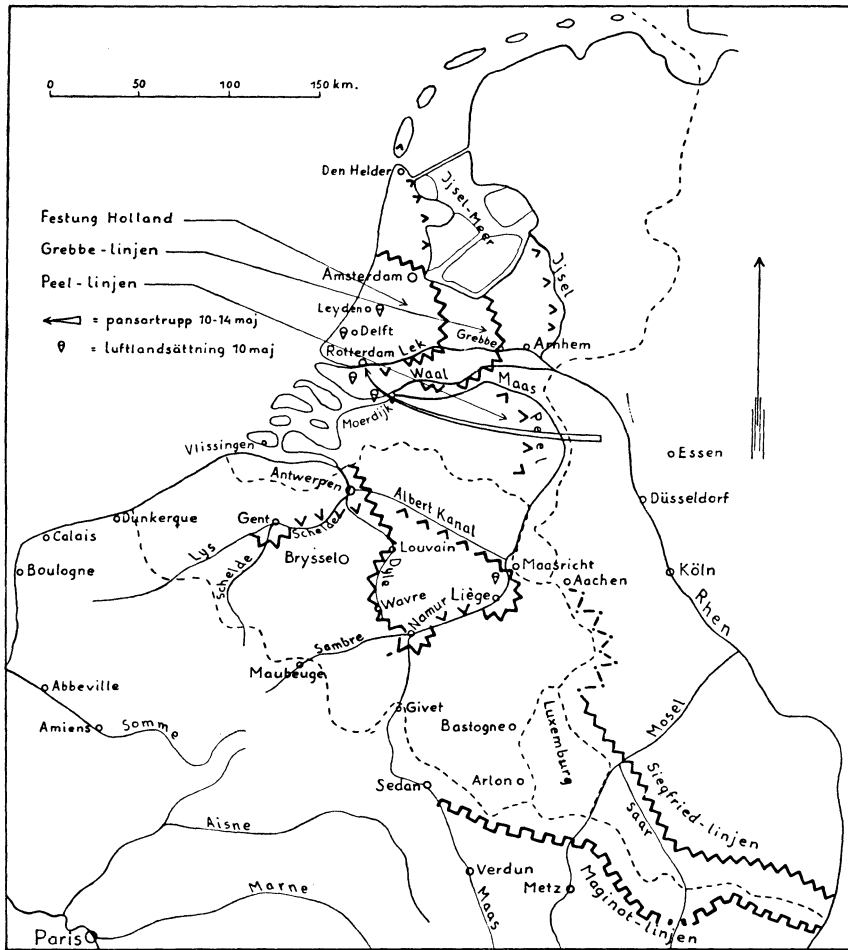 0 50 100 150 km.
Den Helder
Ijsel-Meer
Festung Holland
Grebbe-linjen
Peel-linjen
= pansartrupp 10-14 maj
= luftlandsättning 10 maj
Amsterdam
Ijsel
Leyden
Delft
Grebbe
Arnhem
Rotterdam
Lek
Waal
Maas
Moerdijk
Peel
Vlissingen
Essen
Antwerpen
Düsseldorf
Albert Kanal
Dunkerque
Gent
Schelde
Calais
Lys
Bryssel
Louvain
Maasricht
Boulogne
Schelde
Dyle
Aachen
Köln
Liège
Wavre
Namur
Rhen
Sambre
Maubeuge
Abbeville
Givet
Mosel
Amiens
Somme
Bastogne
Luxemburg
Sedan
Arlon
Siegfried-linjen
Saar
Aisne
Verdun
Metz
Maginot-linjen
Marne
Maas
Paris